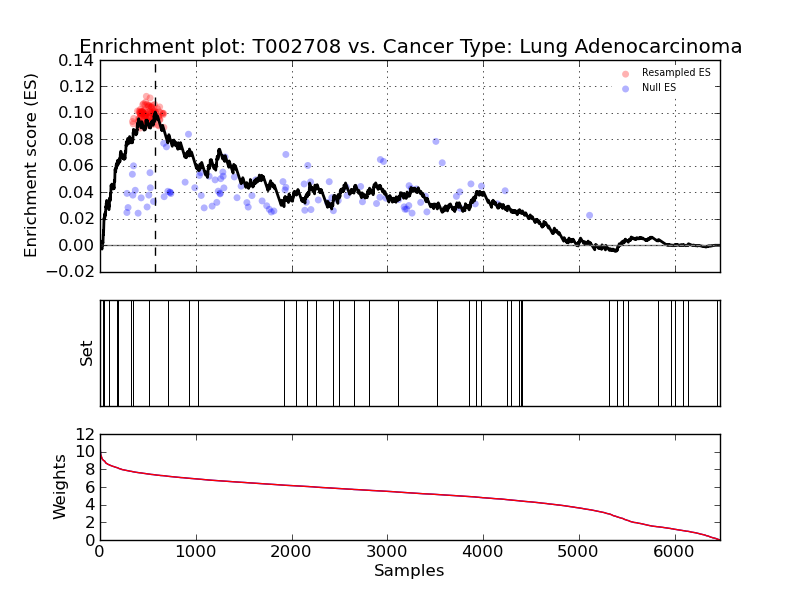 Enrichment plot: T002708 vs. Cancer Type: Lung Adenocarcinoma
0.14
0.12
0.10
0.08
0.06
0.04
0.02
0.00
−0.02
Enrichment score (ES)
Resampled ES
Null ES
Set
12
10
8
6
4
2
0
Weights
0 1000 2000 3000 4000 5000 6000
Samples